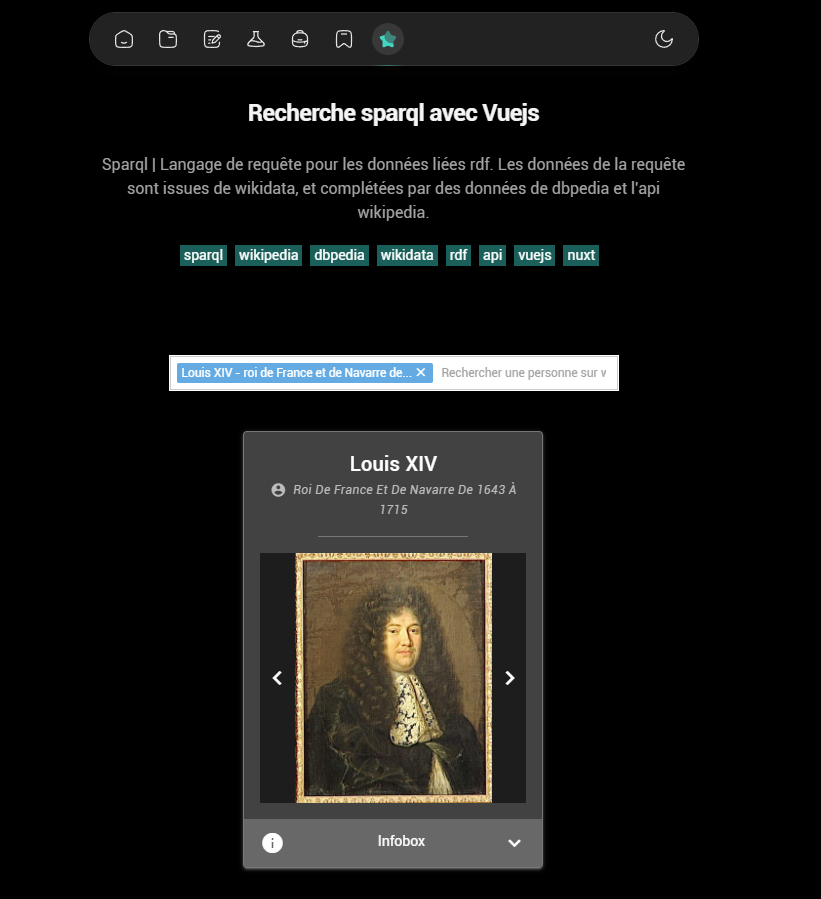 Recherche sparql avec Vuejs
Sparql | Langage de requête pour les données liées rdf. Les données de la requête
sont issues de wikidata, et complétées par des données de dbpedia et l'api
wikipedia.
sparql wikipedia dbpedia wikidata rdf api vuejs nuxt
Louis XIV - roi de France et de Navarre de... ✕ Rechercher une personne sur w
Louis XIV
Roi De France Et De Navarre De 1643 À
1715
Infobox